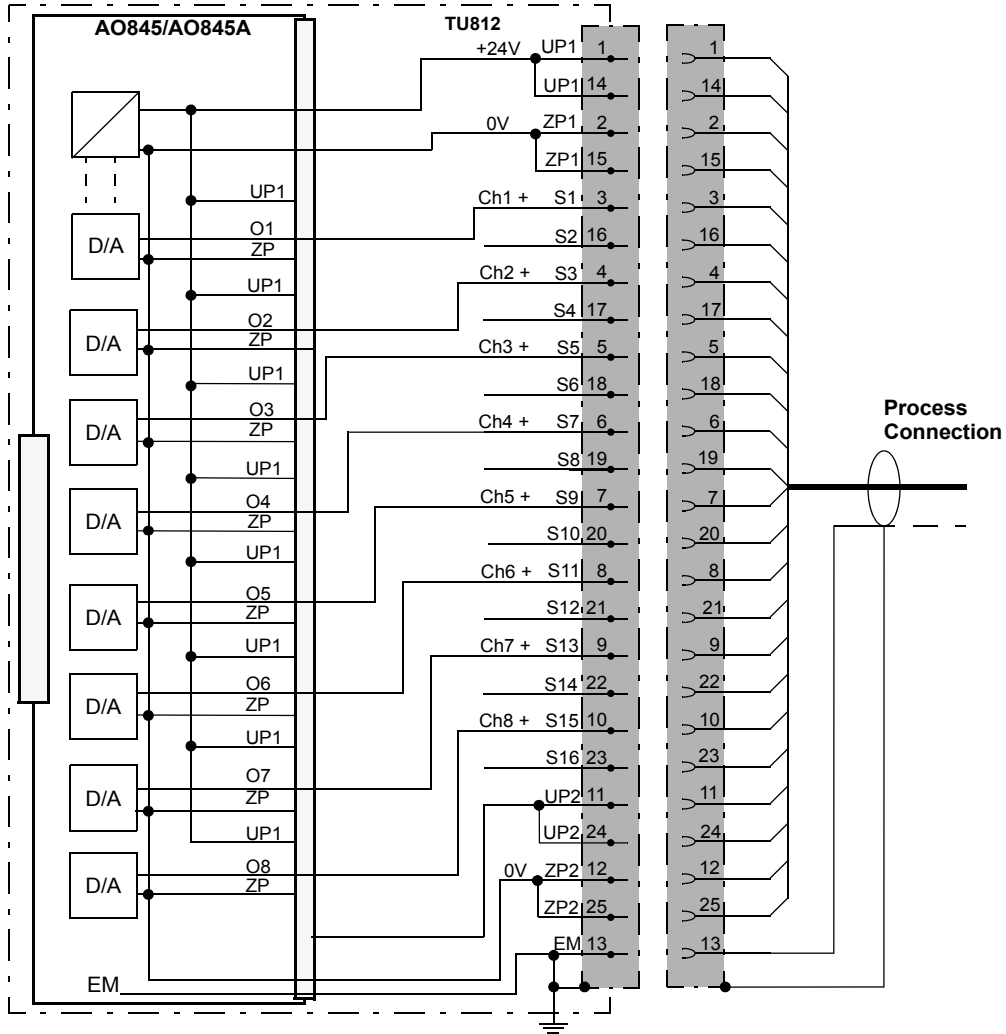 AO845/AO845A TU812
+24V UP1 1 1
UP1 14 14
0V ZP1 2 2
ZP1 15 15
UP1 Ch1 + S1 3 3
D/A O1 S2 16 16
ZP
UP1 Ch2 + S3 4 4
D/A O2 S4 17 17
ZP Ch3 + S5 5 5
UP1 S6 18 18
D/A O3 Ch4 + S7 6 6
ZP
Process
Connection
UP1 S8 19 19
D/A O4 Ch5 + S9 7 7
ZP S10 20 20
UP1 Ch6 + S11 8 8
D/A O5 S12 21 21
ZP
UP1 Ch7 + S13 9 9
D/A O6 S14 22 22
ZP Ch8 + S15 10 10
UP1 S16 23 23
D/A O7 UP2 11 11
ZP
UP1 UP2 24 24
D/A O8 0V ZP2 12 12
ZP ZP2 25 25
EM 13 13
EM